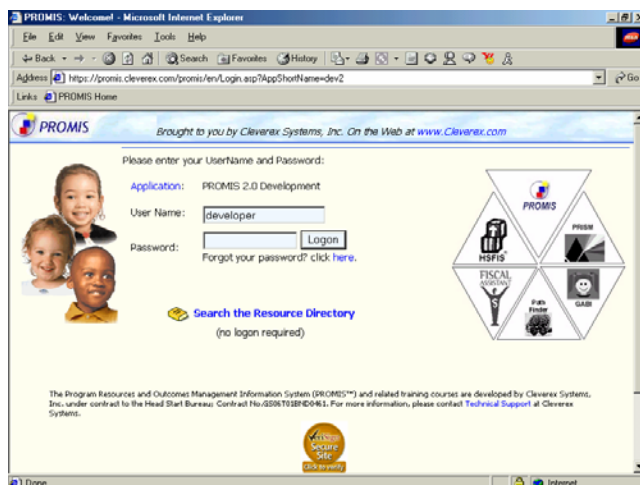 PROMIS: Welcome! - Microsoft Internet Explorer
File Edit View Favorites Tools Help
Back Search Favorites History
Address https://promis.cleverex.com/promis/en/Login.asp?AppShortName=dev2 Go
Links PROMIS Home
PROMIS Brought to you by Cleverex Systems, Inc. On the Web at www.Cleverex.com
Please enter your UserName and Password:
Application: PROMIS 2.0 Development
User Name: developer
Password: Logon
Forgot your password? click here.
Search the Resource Directory
(no logon required)
PROMIS
HSFIS
PRISM
FISCAL
ASSISTANT
Path
Finder
GABI
The Program Resources and Outcomes Management Information System (PROMIS™) and related training courses are developed by Cleverex Systems,
Inc. under contract to the Head Start Bureau; Contract No.GS06T01BND0461. For more information, please contact Technical Support at Cleverex
Systems.
VeriSign
Secure
Site
Click to verify
Done Internet